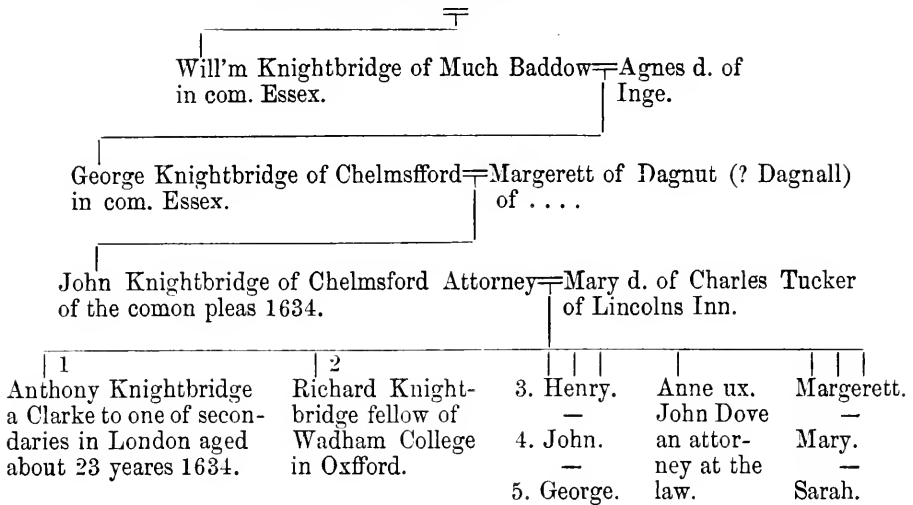 Will'm Knightbridge of Much Baddow Agnes d. of
in com. Essex. Inge.
George Knightbridge of Chelmsfford Margerett of Dagnut (? Dagnall)
in com. Essex. of ....
John Knightbridge of Chelmsford Attorney Mary d. of Charles Tucker
of the comon pleas 1634. of Lincolns Inn.
1
Anthony Knightbridge
a Clarke to one of secon-
daries in London aged
about 23 yeares 1634.
2
Richard Knight-
bridge fellow of
Wadham College
in Oxfford.
3. Henry.
—
4. John.
—
5. George.
Anne ux.
John Dove
an attor-
ney at the
law.
Margerett.
—
Mary.
—
Sarah.